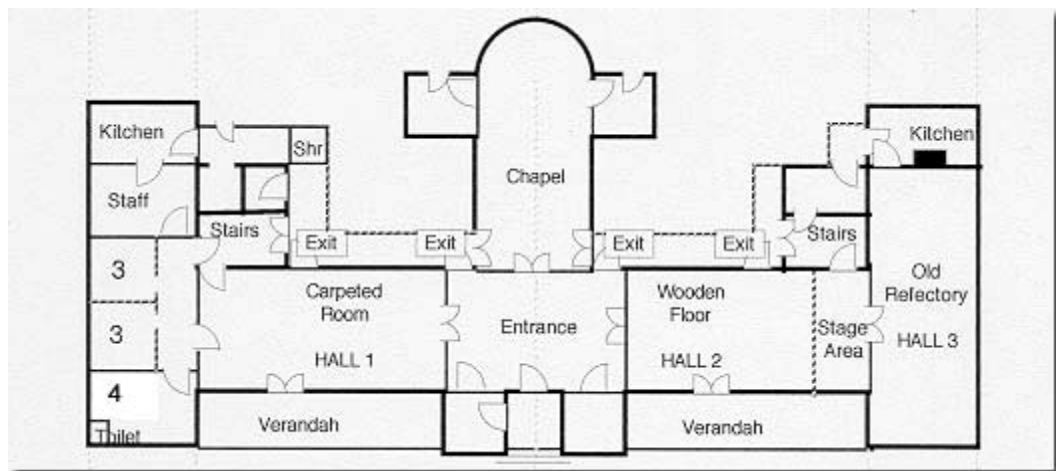 Kitchen
Kitchen
Shr
Chapel
Staff
Stairs
Exit
Exit
Exit
Exit
Stairs
3
Old
Refectory
Carpeted
Room
Wooden
Floor
3
Entrance
Stage
Area
HALL 1
HALL 2
HALL 3
4
Verandah
Verandah
Toilet